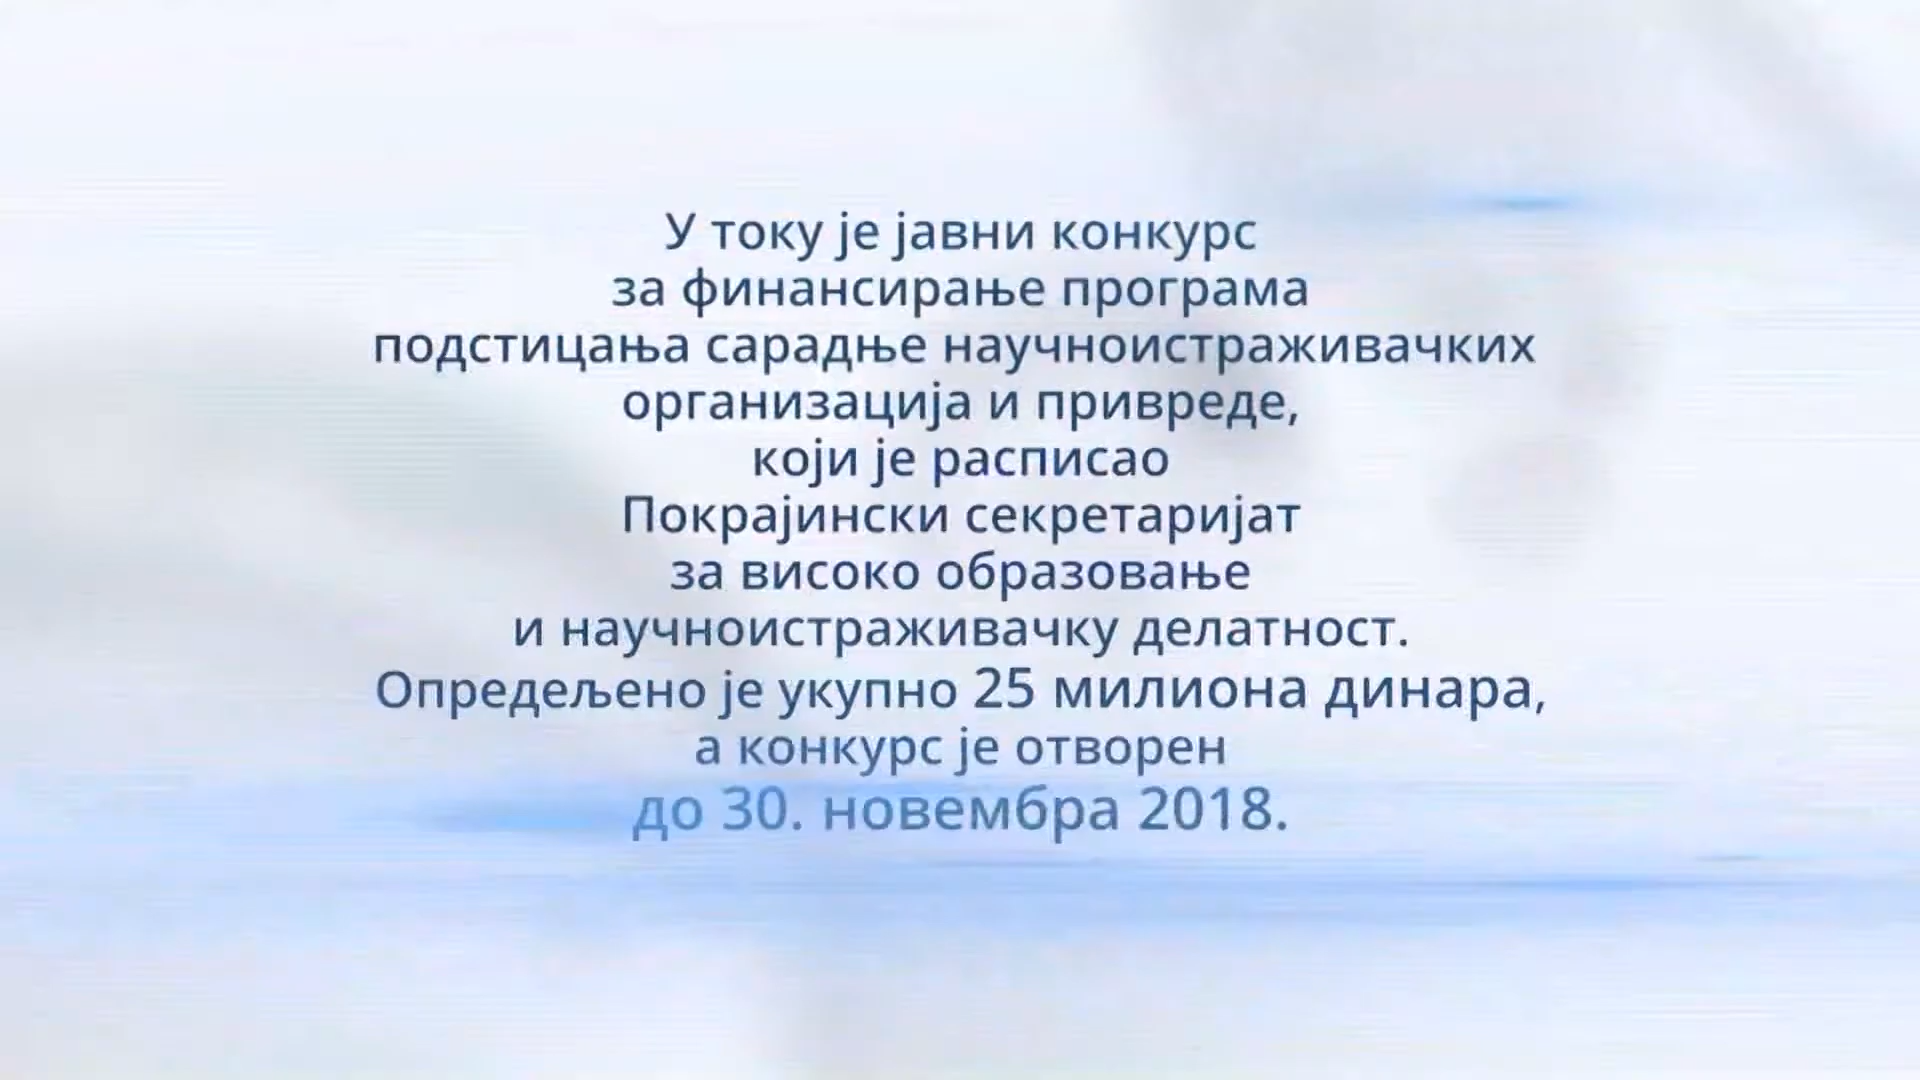 У току је јавни конкурс
за финансирање програма
подстицања сарадње научноистраживачких
организација и привреде,
који је расписао
Покрајински секретаријат
за високо образовање
и научноистраживачку делатност.
Опредељено је укупно 25 милиона динара,
а конкурс је отворен
до 30. новембра 2018.